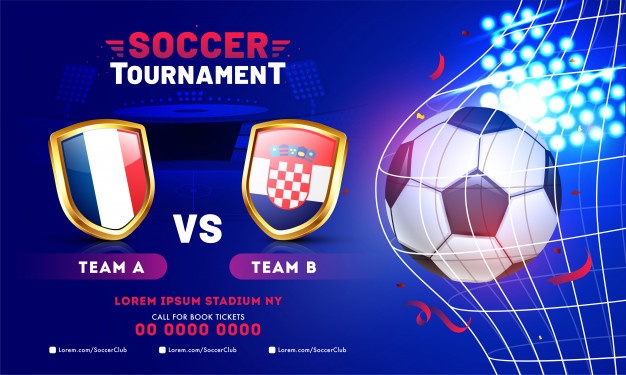 SOCCER
TOURNAMENT
VS
TEAM A
TEAM B
LOREM IPSUM STADIUM NY
CALL FOR BOOK TICKETS
00 0000 0000
Lorem.com/SoccerClub Lorem.com/SoccerClub Lorem.com/SoccerClub